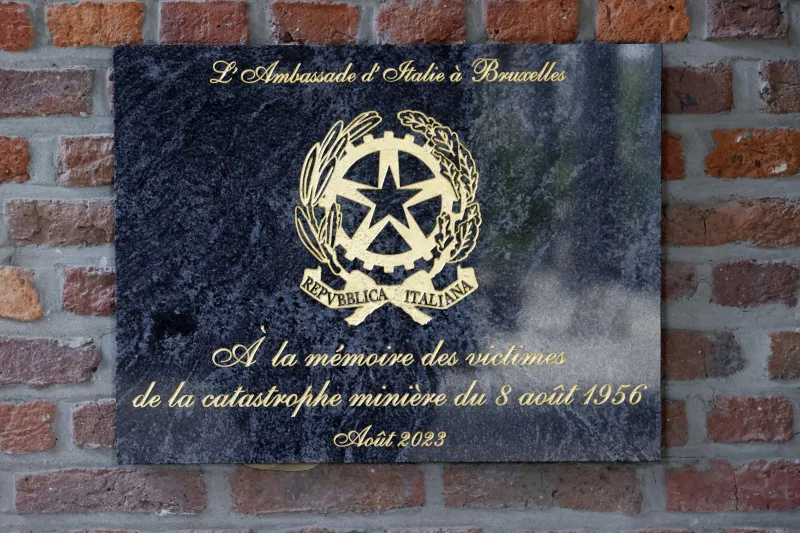 L'Ambassade d'Italie à Bruxelles
REPVBBLICA ITALIANA
À la mémoire des victimes
de la catastrophe minière du 8 août 1956
Août 2023